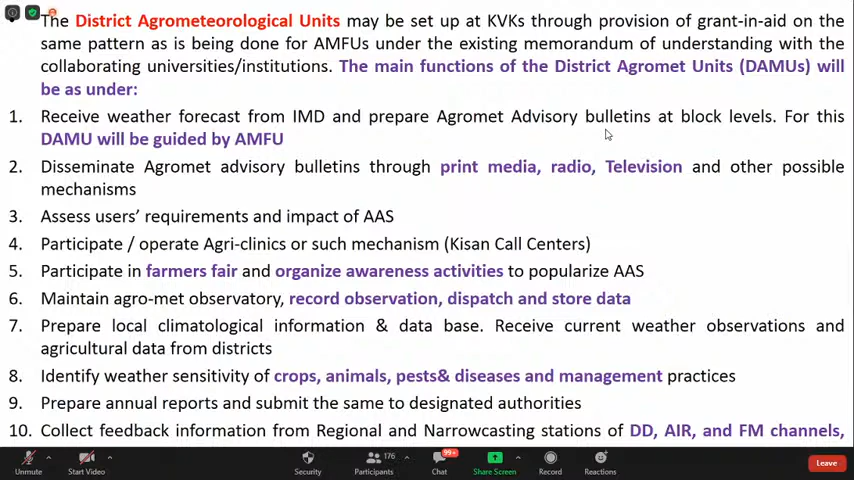 The District Agrometeorological Units may be set up at KVKs through provision of grant-in-aid on the
same pattern as is being done for AMFUs under the existing memorandum of understanding with the
collaborating universities/institutions. The main functions of the District Agromet Units (DAMUs) will
be as under:
1. Receive weather forecast from IMD and prepare Agromet Advisory bulletins at block levels. For this
DAMU will be guided by AMFU
2. Disseminate Agromet advisory bulletins through print media, radio, Television and other possible
mechanisms
3. Assess users' requirements and impact of AAS
4. Participate / operate Agri-clinics or such mechanism (Kisan Call Centers)
5. Participate in farmers fair and organize awareness activities to popularize AAS
6. Maintain agro-met observatory, record observation, dispatch and store data
7. Prepare local climatological information & data base. Receive current weather observations and
agricultural data from districts
8. Identify weather sensitivity of crops, animals, pests& diseases and management practices
9. Prepare annual reports and submit the same to designated authorities
10. Collect feedback information from Regional and Narrowcasting stations of DD, AIR, and FM channels,
Unmute
Start Video
Security
176
Participants
99+
Chat
Share Screen
Record
Reactions
Leave